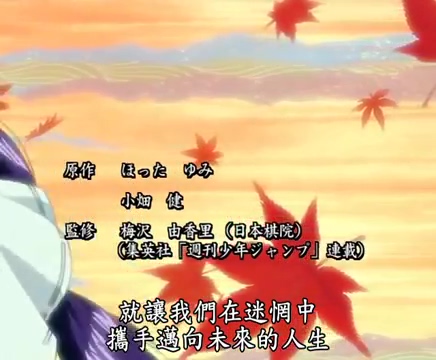 原作 ほった ゆみ
小畑 健
監修 梅沢 由香里 (日本棋院)
(集英社「週刊少年ジャンプ」連載)
就讓我們在迷惘中
攜手邁向未來的人生